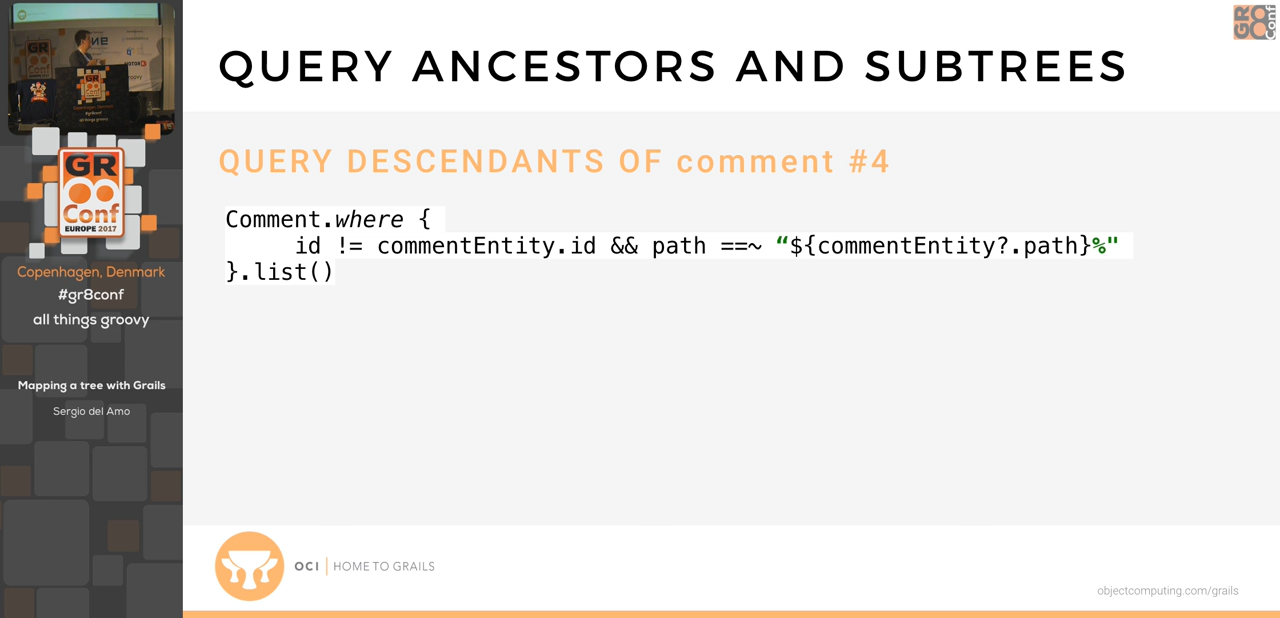 QUERY ANCESTORS AND SUBTREES
QUERY DESCENDANTS OF comment #4
Comment.where {
id != commentEntity.id && path ==~ “${commentEntity?.path}%"
}.list()
GR8Conf
EUROPE 2017
Copenhagen, Denmark
#gr8conf
all things groovy
Mapping a tree with Grails
Sergio del Amo
OCI | HOME TO GRAILS
objectcomputing.com/grails
GR8Conf